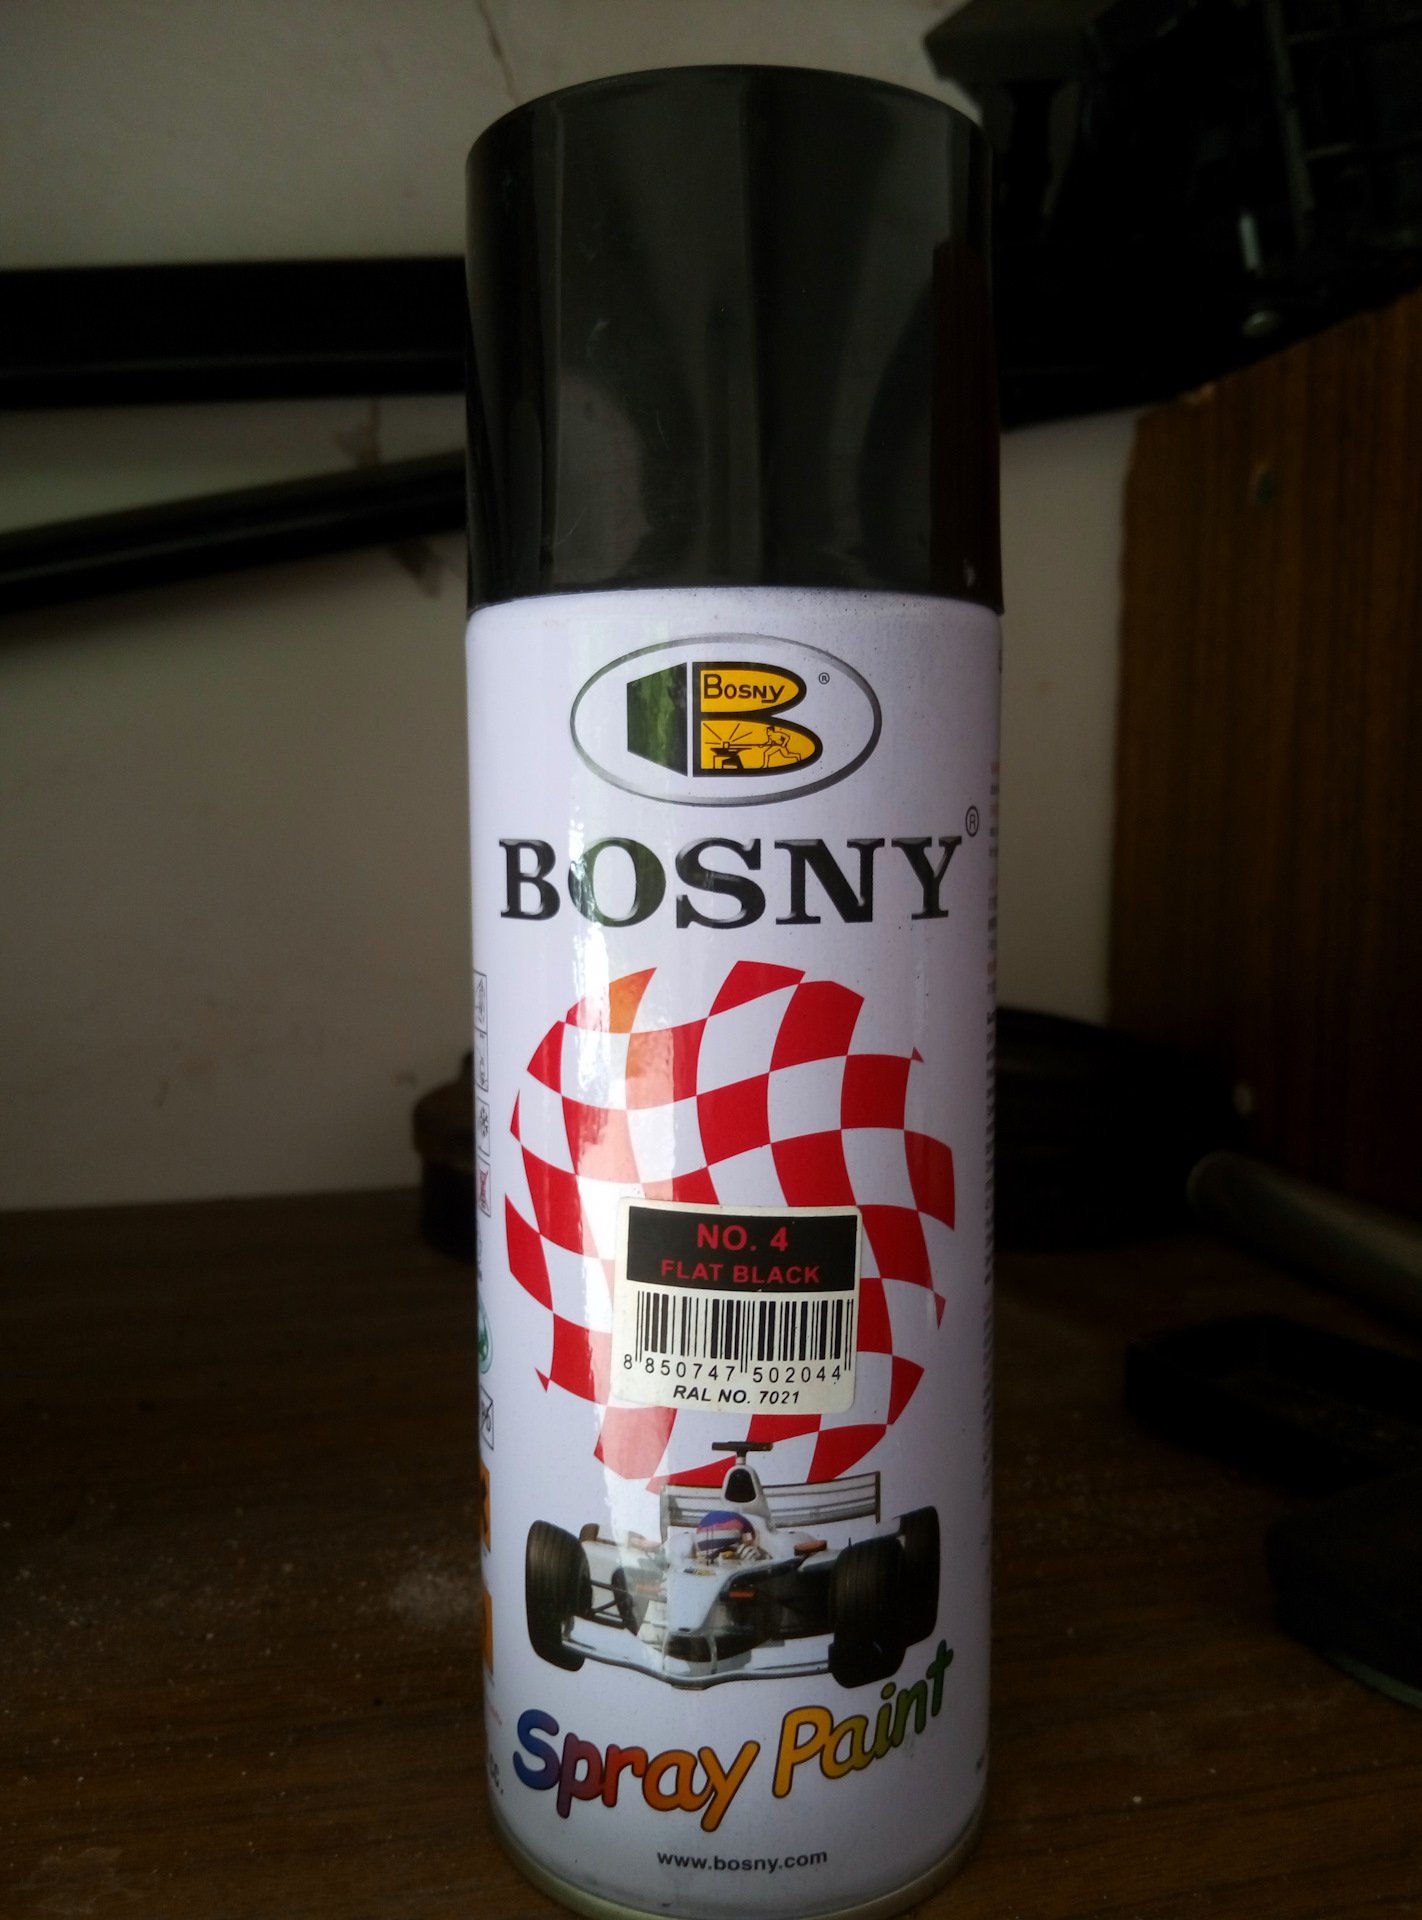 BOSNY ®
BOSNY®
NO. 4
FLAT BLACK
8 850747 502044
RAL NO. 7021
Spray Paint
www.bosny.com